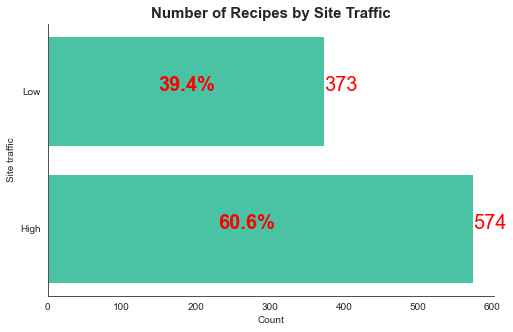 Number of Recipes by Site Traffic
Site traffic
Low
39.4%
373
High
60.6%
574
0 100 200 300 400 500 600
Count